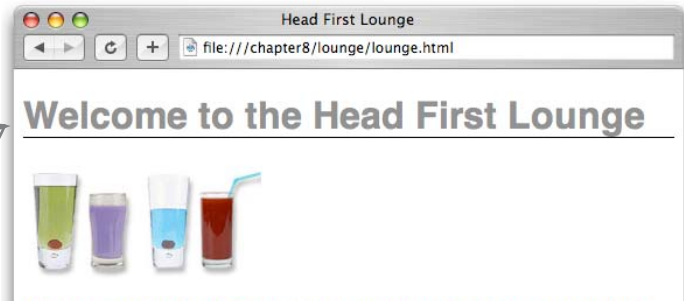 Head First Lounge
file:///chapter8/lounge/lounge.html
Welcome to the Head First Lounge